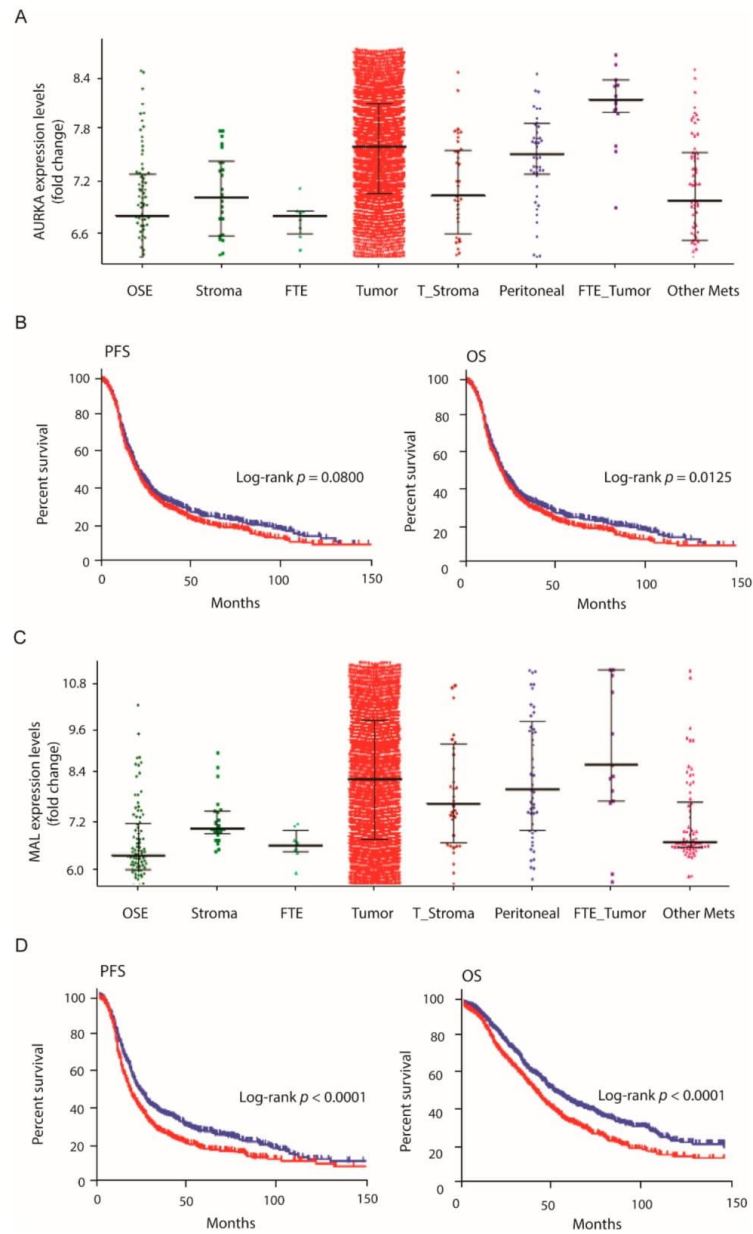 A
AURKA expression levels
(fold change)
8.4
7.8
7.2
6.6
OSE Stroma FTE Tumor T_Stroma Peritoneal FTE_Tumor Other Mets
B
PFS
Percent survival
100
80
60
40
20
0
Log-rank p = 0.0800
0 50 100 150
Months
OS
Percent survival
100
80
60
40
20
0
Log-rank p = 0.0125
0 50 100 150
Months
C
MAL expression levels
(fold change)
10.8
9.6
8.4
7.2
6.0
OSE Stroma FTE Tumor T_Stroma Peritoneal FTE_Tumor Other Mets
D
PFS
Percent survival
100
80
60
40
20
0
Log-rank p < 0.0001
0 50 100 150
Months
OS
Percent survival
100
80
60
40
20
0
Log-rank p < 0.0001
0 50 100 150
Months